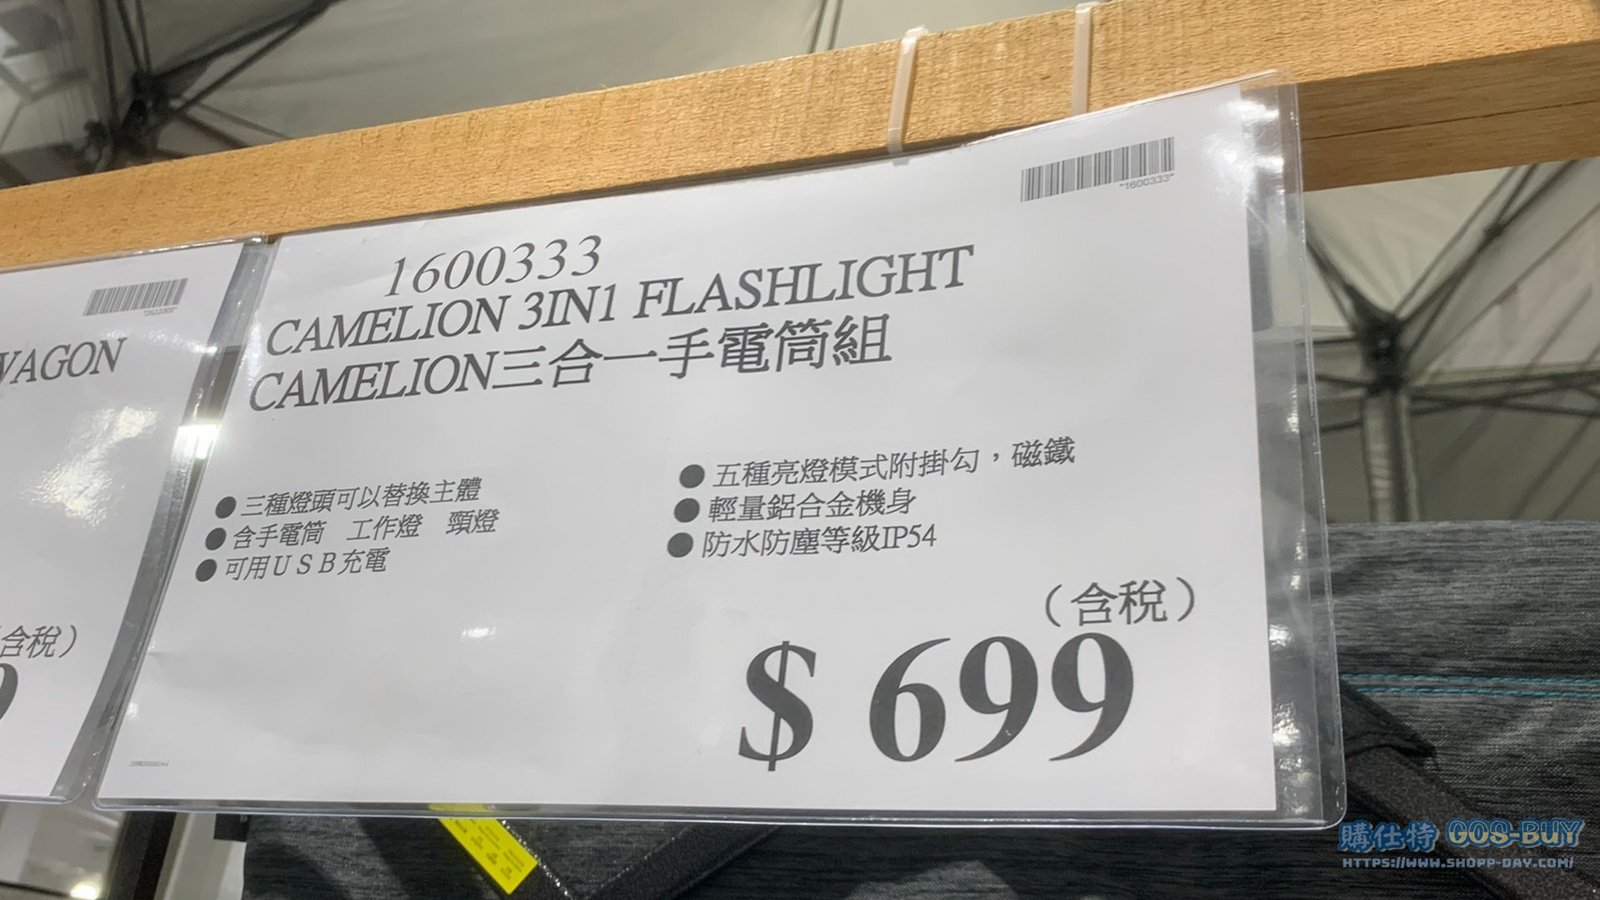 "1600333"
1600333
CAMELION 3IN1 FLASHLIGHT
CAMELION三合一手電筒組
●三種燈頭可以替換主體
●含手電筒 工作燈 頸燈
●可用USB充電
●五種亮燈模式附掛勾，磁鐵
●輕量鋁合金機身
●防水防塵等級IP54
（含稅）
$ 699
WAGON
含稅）
9
購仕特 GOS-BUY
HTTPS://WWW.SHOPP-DAY.COM/